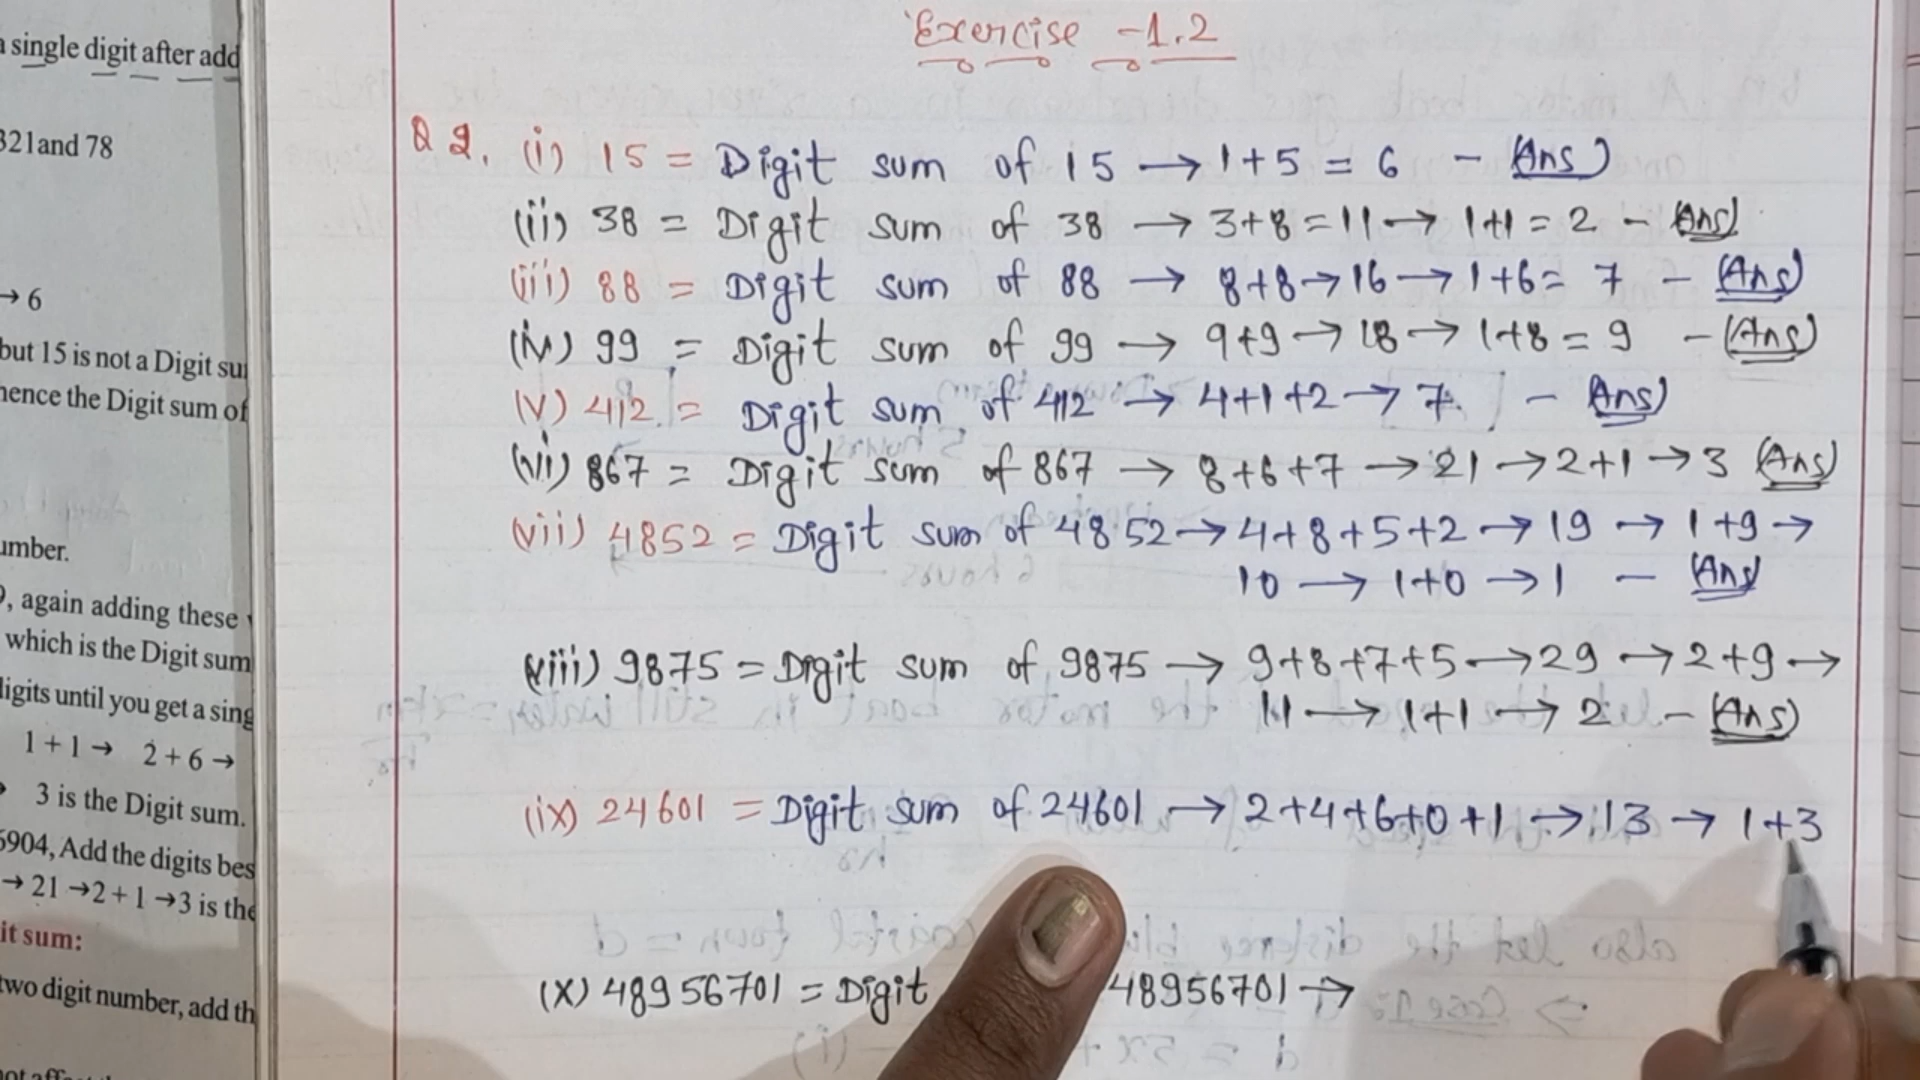 a single digit after add
321and 78
→ 6
but 15 is not a Digit
hence the Digit sum of
number.
, again adding these
which is the Digit sum
digits until you get a sing
1 + 1 → 2 + 6 →
3 is the Digit sum.
6904, Add the digits bes
→ 21 → 2 + 1 → 3 is the
it sum:
two digit number, add th
Exercise - 1.2
Q 2. (i) 15 = Digit sum of 15 → 1+5 = 6 - (Ans)
(ii) 38 = Digit sum of 38 → 3+8 = 11 → 1+1 = 2 - (Ans)
(iii) 88 = Digit sum of 88 → 8+8 → 16 → 1+6 = 7 - (Ans)
(iv) 99 = Digit sum of 99 → 9+9 → 18 → 1+8 = 9 - (Ans)
(v) 412 = Digit sum of 412 → 4+1+2 → 7 - (Ans)
(vi) 867 = Digit sum of 867 → 8+6+7 → 21 → 2+1 → 3 (Ans)
(vii) 4852 = Digit sum of 4852 → 4+8+5+2 → 19 → 1+9 →
10 → 1+0 → 1 - (Ans)
(viii) 9875 = Digit sum of 9875 → 9+8+7+5 → 29 → 2+9 →
11 → 1+1 → 2 - (Ans)
(ix) 24601 = Digit sum of 24601 → 2+4+6+0+1 → 13 → 1+3
(x) 48956701 = Digit 48956701 →